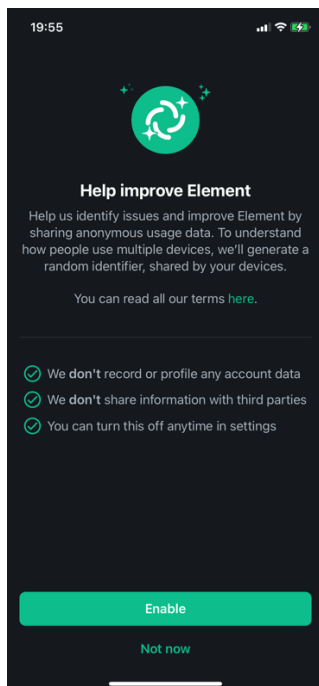 19:55
Help improve Element
Help us identify issues and improve Element by
sharing anonymous usage data. To understand
how people use multiple devices, we'll generate a
random identifier, shared by your devices.
You can read all our terms here.
We don't record or profile any account data
We don't share information with third parties
You can turn this off anytime in settings
Enable
Not now